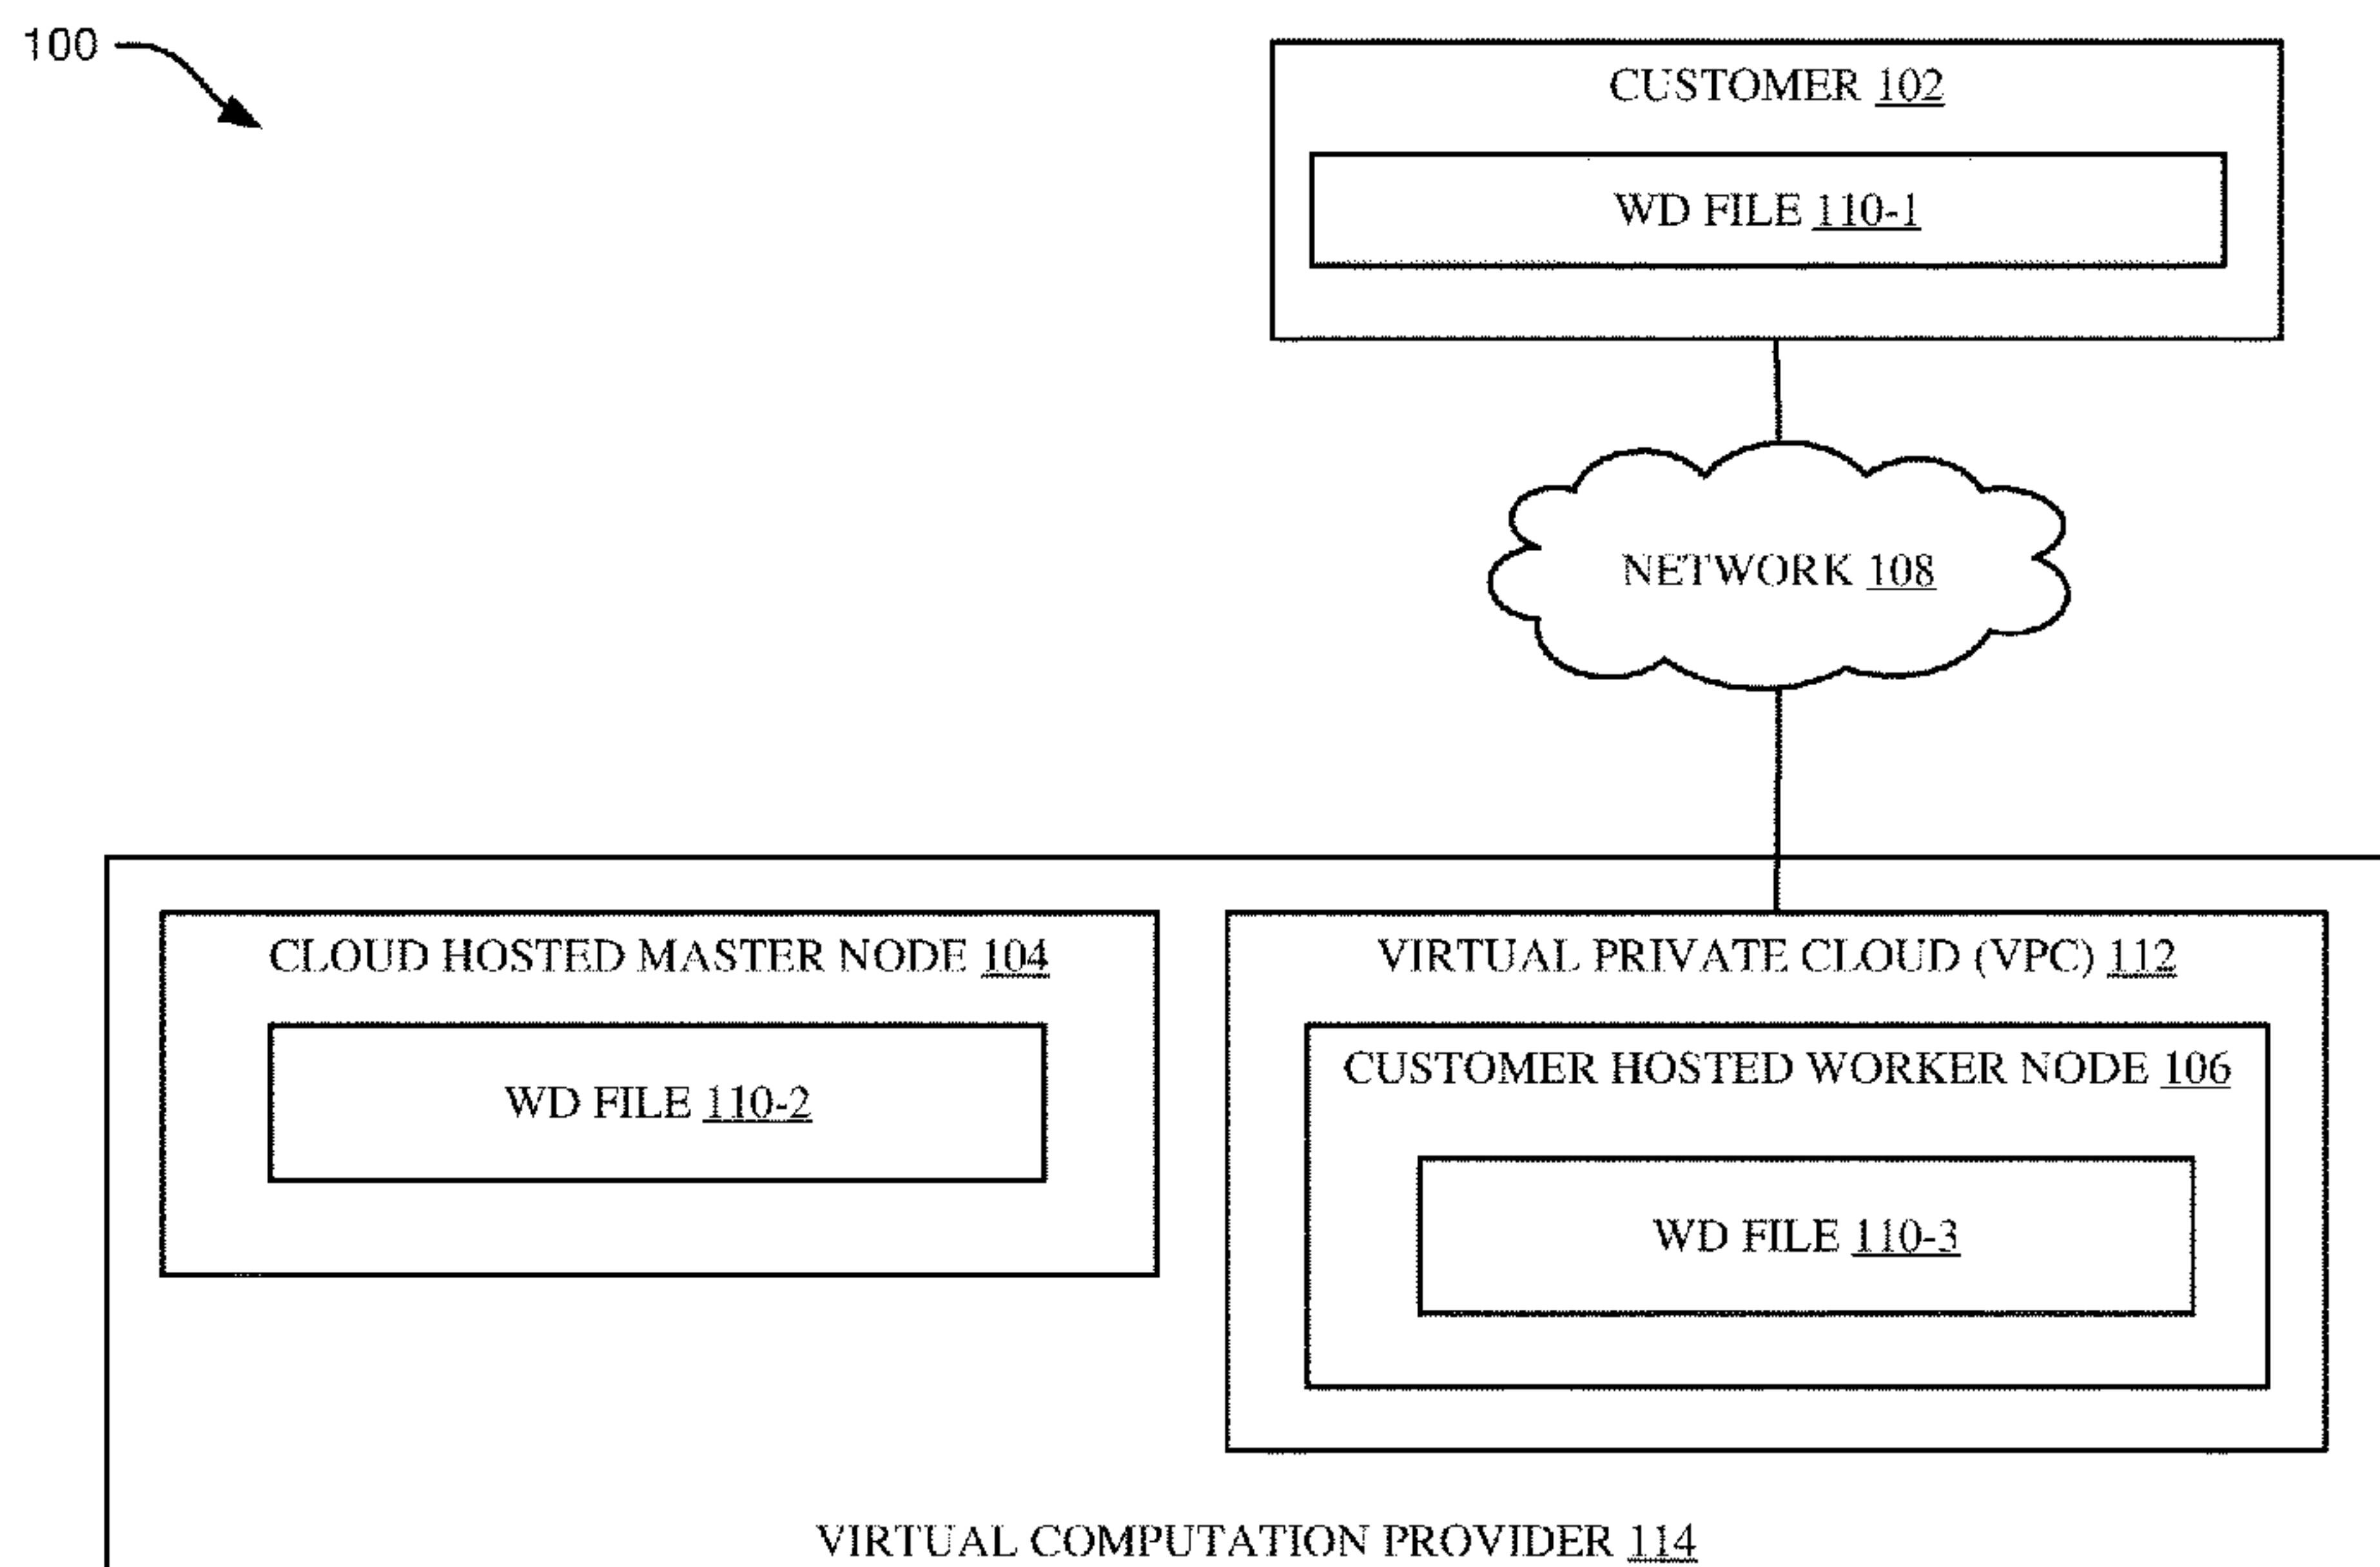 100
CUSTOMER 102
WD FILE 110-1
NETWORK 108
CLOUD HOSTED MASTER NODE 104
WD FILE 110-2
VIRTUAL PRIVATE CLOUD (VPC) 112
CUSTOMER HOSTED WORKER NODE 106
WD FILE 110-3
VIRTUAL COMPUTATION PROVIDER 114